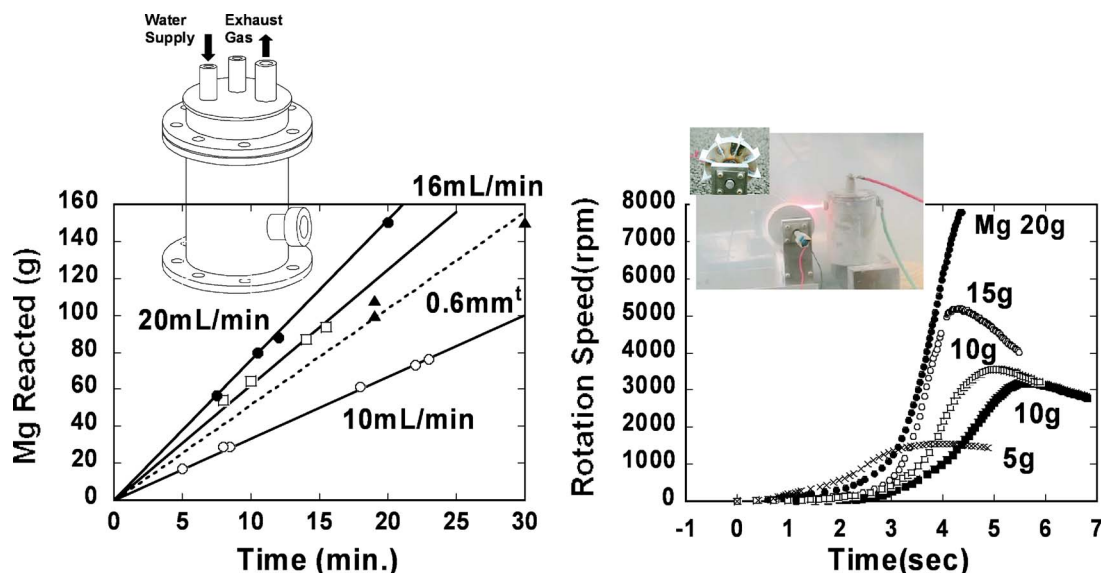 Water
Supply
Exhaust
Gas
16mL/min
20mL/min
0.6mmᵗ
10mL/min
160
140
120
100
80
60
40
20
0
0
5
10
15
20
25
30
Mg Reacted (g)
Time (min.)
8000
7000
6000
5000
4000
3000
2000
1000
0
-1
0
1
2
3
4
5
6
7
Rotation Speed(rpm)
Time(sec)
Mg 20g
15g
10g
10g
5g